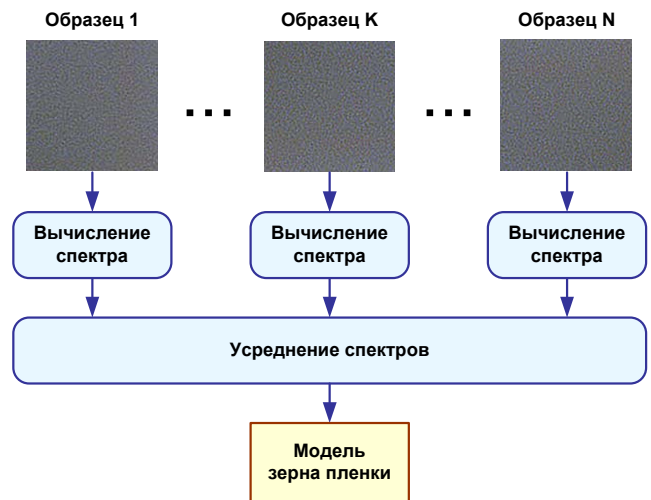 Образец 1
Образец K
Образец N
... ...
Вычисление
спектра
Вычисление
спектра
Вычисление
спектра
Усреднение спектров
Модель
зерна пленки